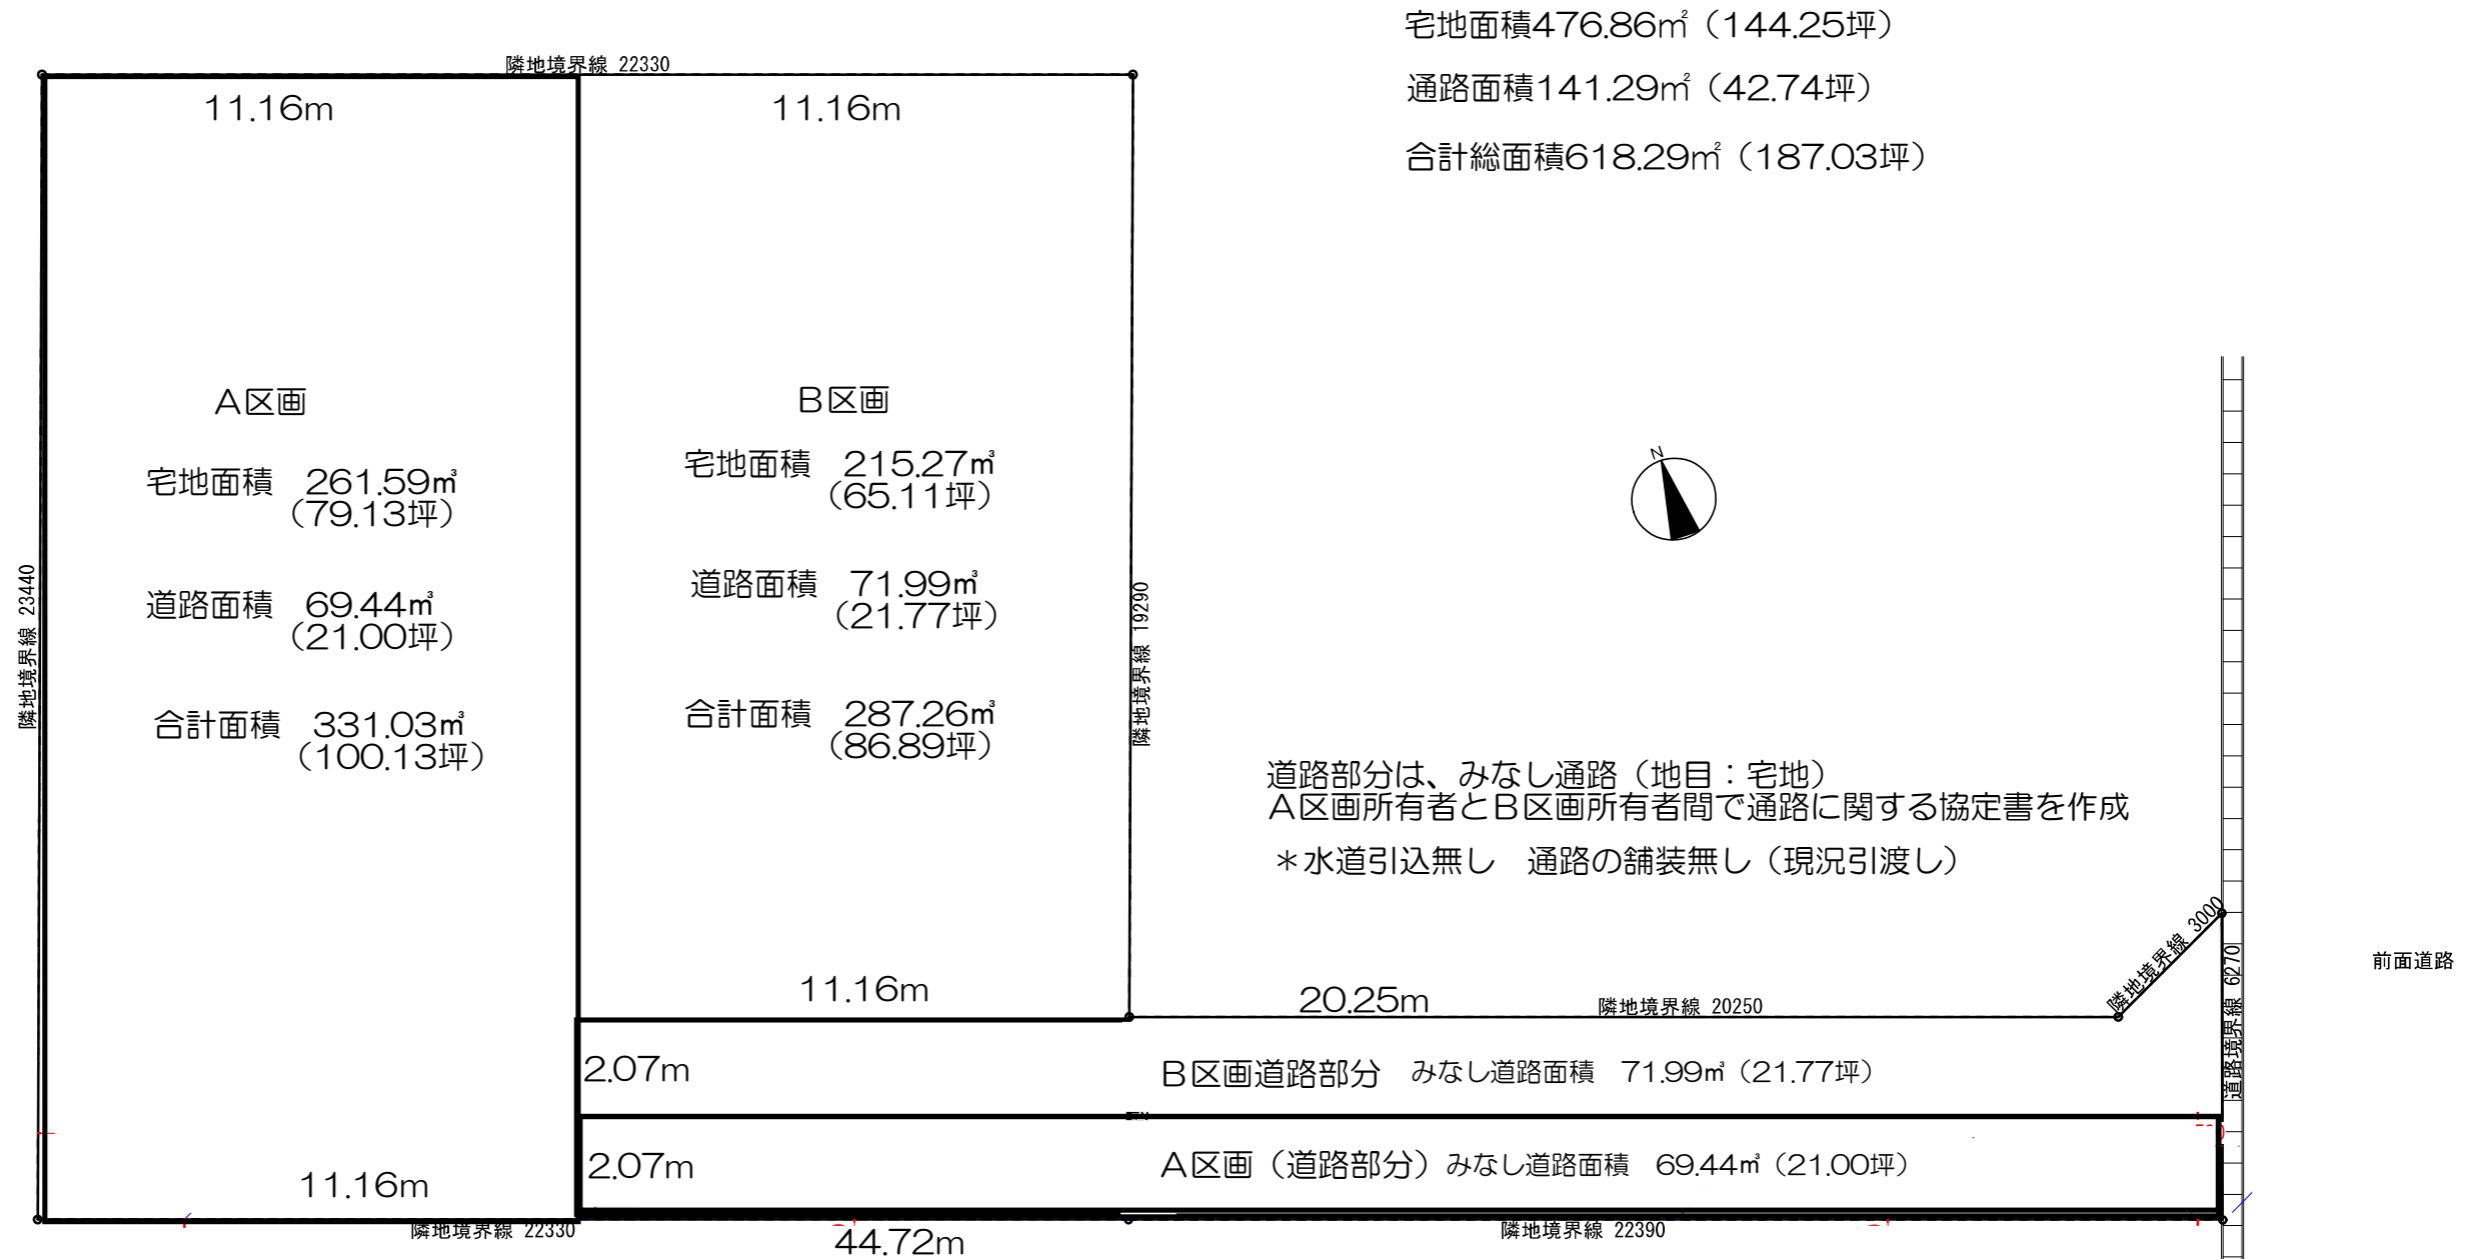 宅地面積476.86㎡（144.25坪）
通路面積141.29㎡（42.74坪）
合計総面積618.29㎡（187.03坪）
隣地境界線 22330
11.16m
11.16m
A区画
宅地面積　261.59㎡
（79.13坪）
道路面積　69.44㎡
（21.00坪）
合計面積　331.03㎡
（100.13坪）
隣地境界線 23440
B区画
宅地面積　215.27㎡
（65.11坪）
道路面積　71.99㎡
（21.77坪）
合計面積　287.26㎡
（86.89坪）
隣地境界線 19290
N
道路部分は、みなし通路（地目：宅地）
A区画所有者とB区画所有者間で通路に関する協定書を作成
＊水道引込無し　通路の舗装無し（現況引渡し）
隣地境界線 3000
道路境界線 6270
前面道路
11.16m
20.25m
隣地境界線 20250
2.07m
B区画道路部分　みなし道路面積　71.99㎡（21.77坪）
2.07m
A区画（道路部分）みなし道路面積　69.44㎡（21.00坪）
11.16m
隣地境界線 22330
44.72m
隣地境界線 22390